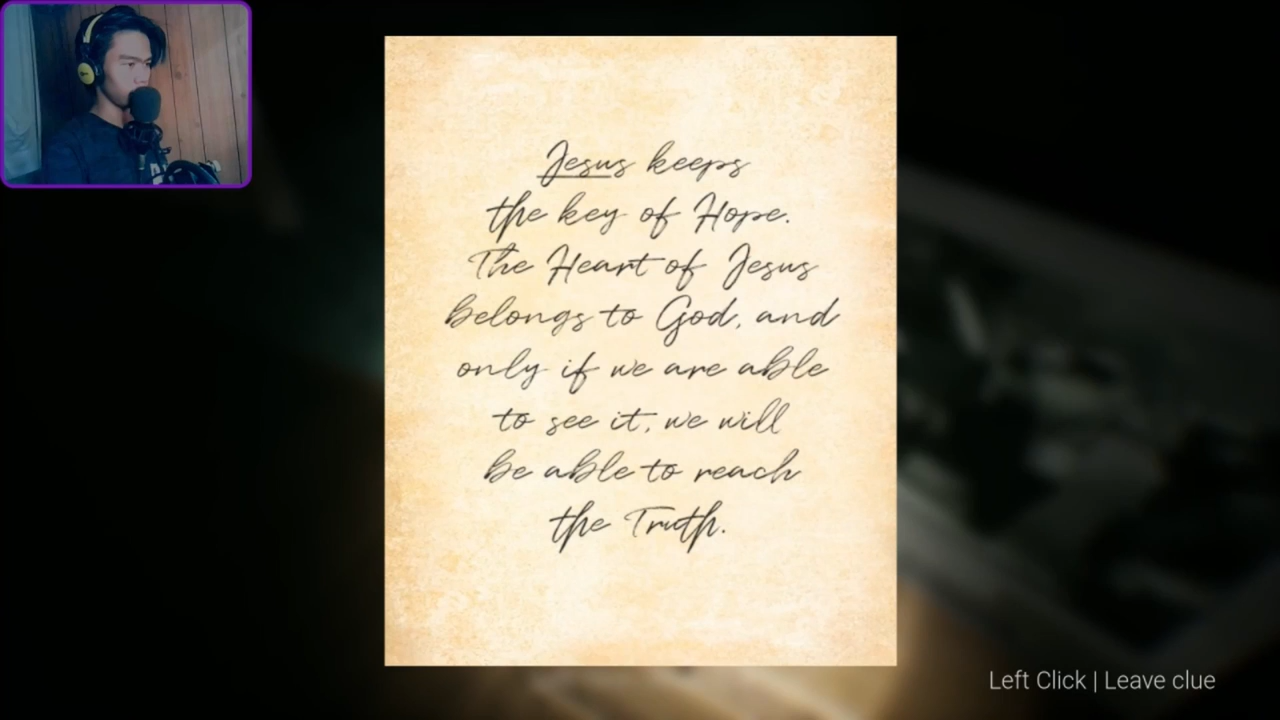 Jesus keeps
the key of Hope.
The Heart of Jesus
belongs to God, and
only if we are able
to see it, we will
be able to reach
the Truth.
Left Click | Leave clue